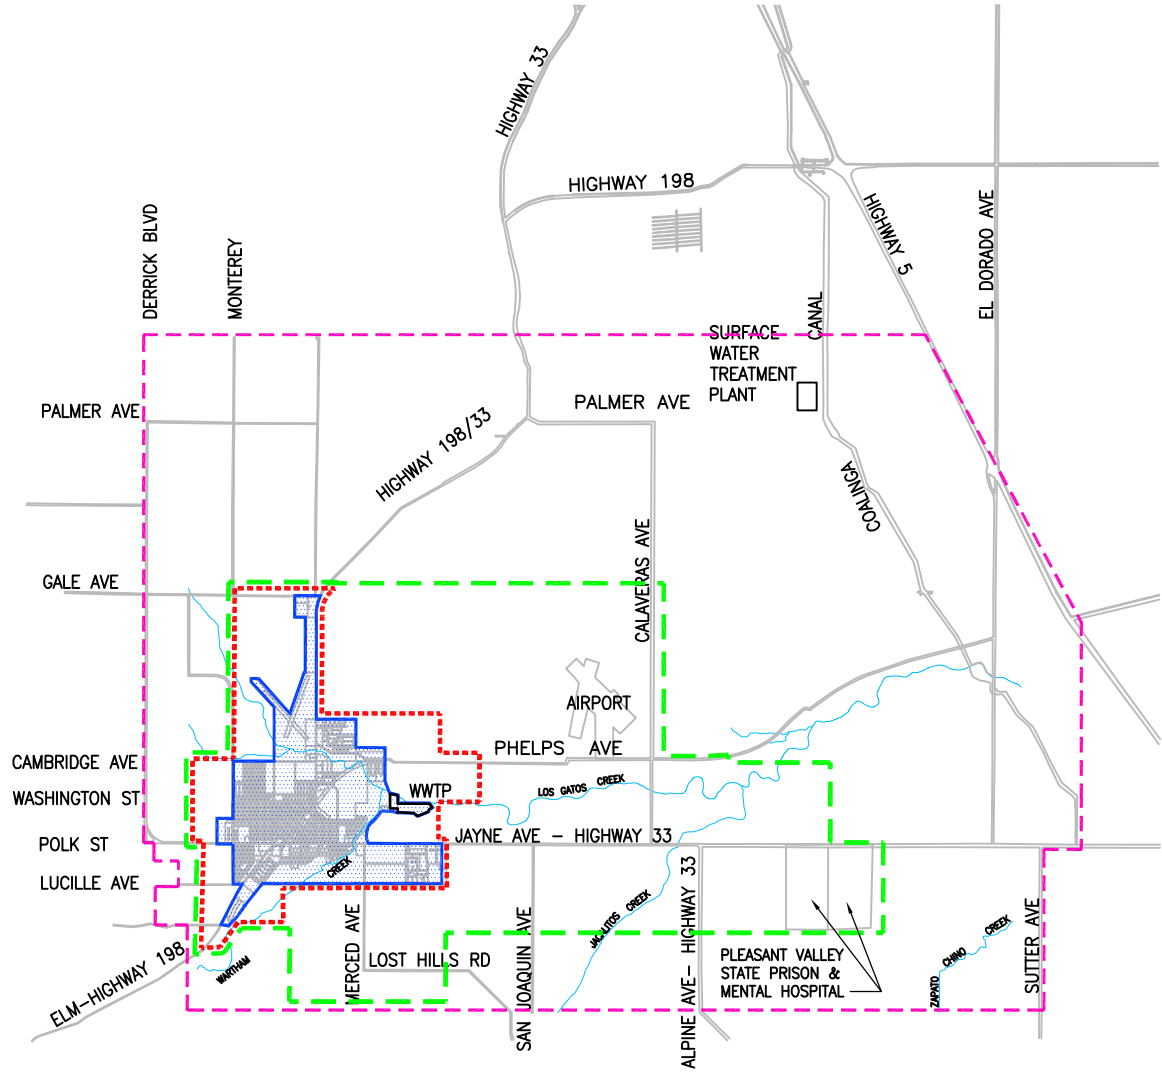 HIGHWAY 33
HIGHWAY 198
DERRICK BLVD
MONTEREY
HIGHWAY 5
EL DORADO AVE
CANAL
SURFACE
WATER
TREATMENT
PLANT
PALMER AVE
PALMER AVE
HIGHWAY 198/33
COALINGA
CALAVERAS AVE
GALE AVE
AIRPORT
PHELPS AVE
CAMBRIDGE AVE
WASHINGTON ST
WWTP
LOS GATOS CREEK
POLK ST
JAYNE AVE - HIGHWAY 33
LUCILLE AVE
CREEK
MERCED AVE
SAN JOAQUIN AVE
JACALITOS CREEK
ALPINE AVE- HIGHWAY 33
PLEASANT VALLEY
STATE PRISON &
MENTAL HOSPITAL
ZAPATO CHINO CREEK
SUTTER AVE
LOST HILLS RD
WARTHAM
ELM-HIGHWAY 198